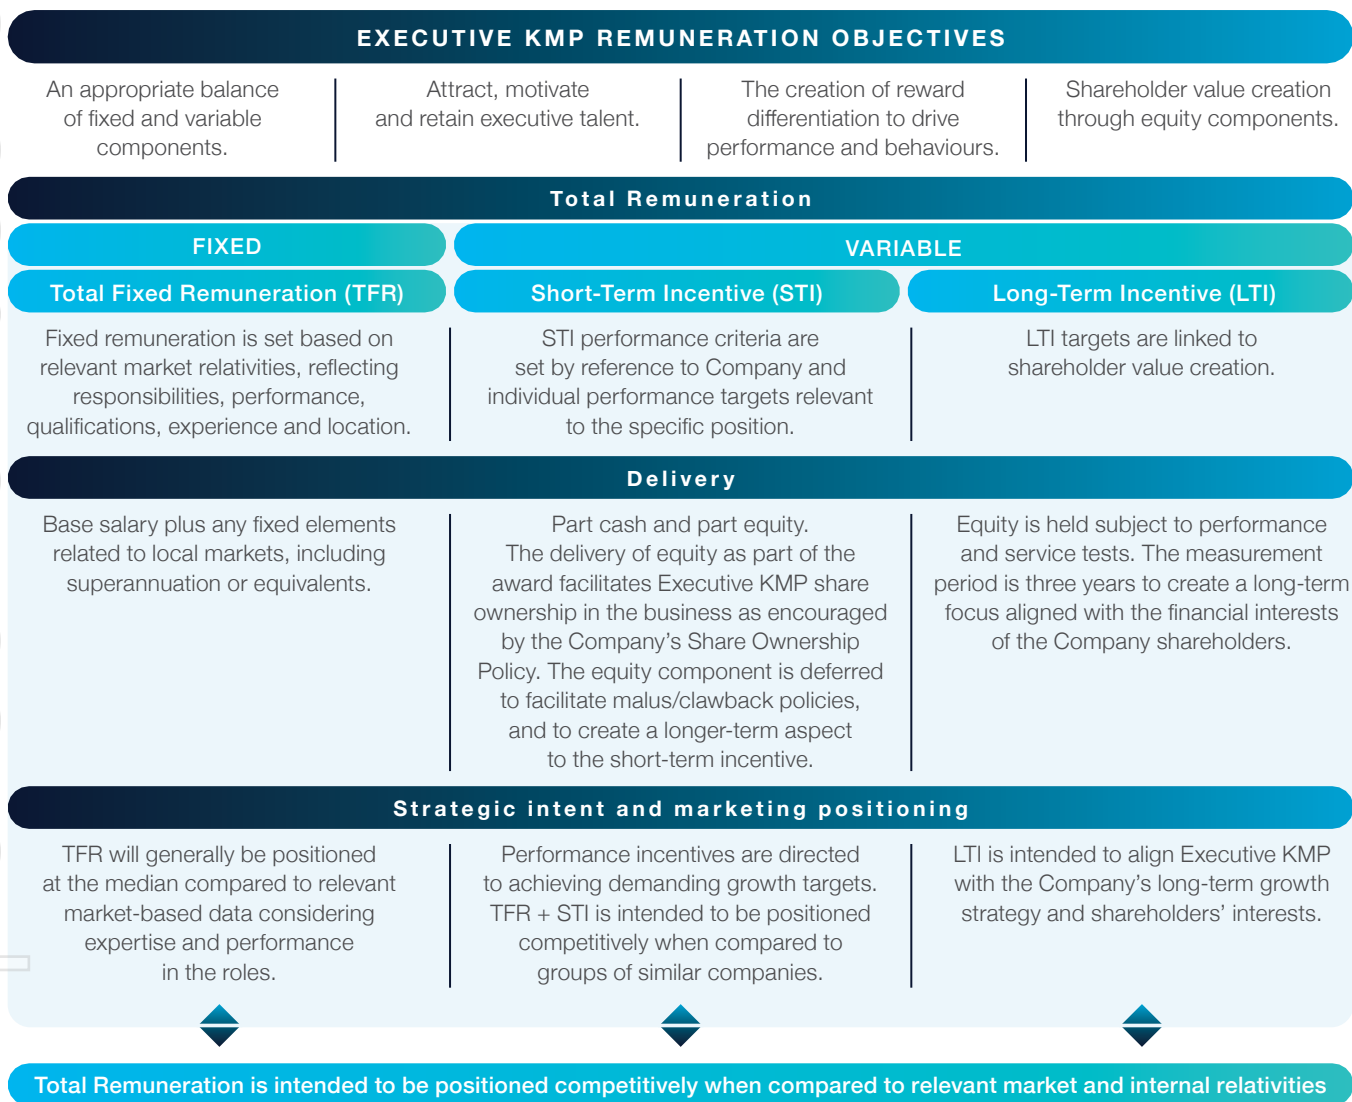 EXECUTIVE KMP REMUNERATION OBJECTIVES
An appropriate balance
of fixed and variable
components.
Attract, motivate
and retain executive talent.
The creation of reward
differentiation to drive
performance and behaviours.
Shareholder value creation
through equity components.
Total Remuneration
FIXED
VARIABLE
Total Fixed Remuneration (TFR)
Short-Term Incentive (STI)
Long-Term Incentive (LTI)
Fixed remuneration is set based on
relevant market relativities, reflecting
responsibilities, performance,
qualifications, experience and location.
STI performance criteria are
set by reference to Company and
individual performance targets relevant
to the specific position.
LTI targets are linked to
shareholder value creation.
Delivery
Base salary plus any fixed elements
related to local markets, including
superannuation or equivalents.
Part cash and part equity.
The delivery of equity as part of the
award facilitates Executive KMP share
ownership in the business as encouraged
by the Company's Share Ownership
Policy. The equity component is deferred
to facilitate malus/clawback policies,
and to create a longer-term aspect
to the short-term incentive.
Equity is held subject to performance
and service tests. The measurement
period is three years to create a long-term
focus aligned with the financial interests
of the Company shareholders.
Strategic intent and marketing positioning
TFR will generally be positioned
at the median compared to relevant
market-based data considering
expertise and performance
in the roles.
Performance incentives are directed
to achieving demanding growth targets.
TFR + STI is intended to be positioned
competitively when compared to
groups of similar companies.
LTI is intended to align Executive KMP
with the Company's long-term growth
strategy and shareholders' interests.
Total Remuneration is intended to be positioned competitively when compared to relevant market and internal relativities